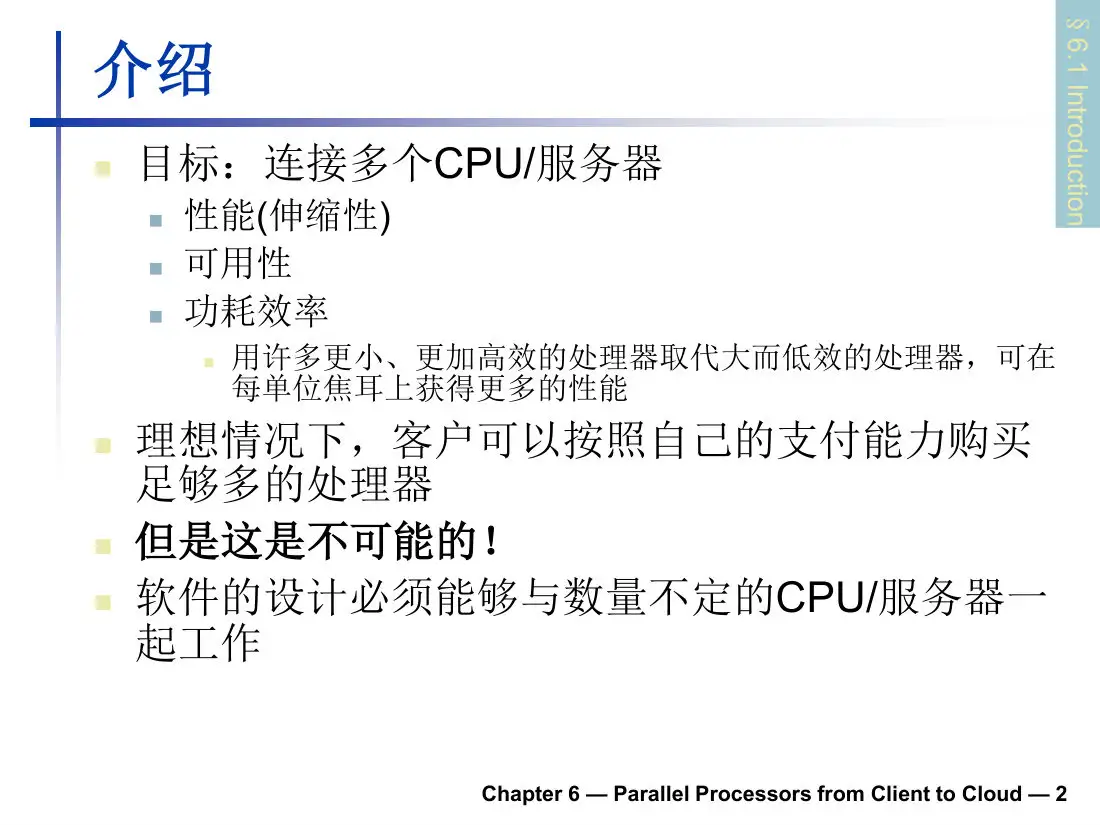 介绍
§6.1 Introduction
目标：连接多个CPU/服务器
性能(伸缩性)
可用性
功耗效率
用许多更小、更加高效的处理器取代大而低效的处理器，可在
每单位焦耳上获得更多的性能
理想情况下，客户可以按照自己的支付能力购买
足够多的处理器
但是这是不可能的！
软件的设计必须能够与数量不定的CPU/服务器一
起工作
Chapter 6 — Parallel Processors from Client to Cloud — 2